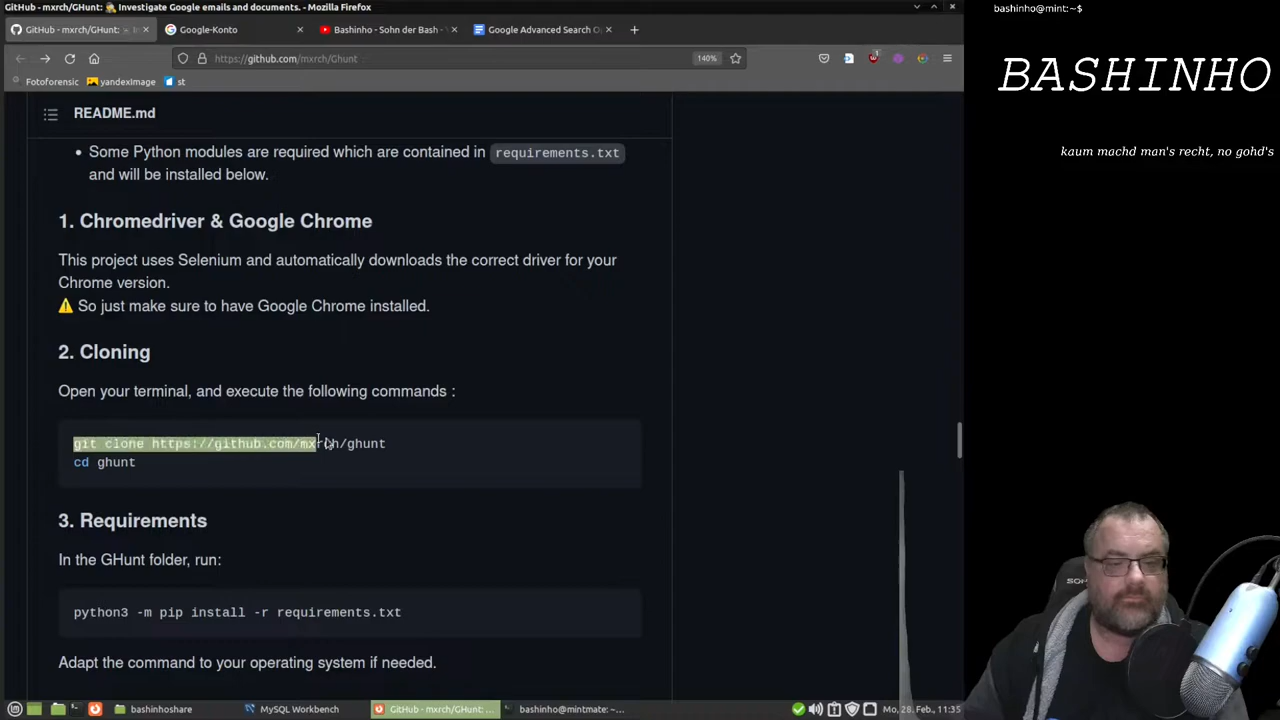 GitHub - mxrch/GHunt: 🕵️ Investigate Google emails and documents. - Mozilla Firefox
GitHub - mxrch/GHunt:
Google-Konto
Bashinho - Sohn der Bash -
Google Advanced Search O
https://github.com/mxrch/Ghunt
140%
Fotoforensic
yandexImage
st
README.md
• Some Python modules are required which are contained in requirements.txt
and will be installed below.
1. Chromedriver & Google Chrome
This project uses Selenium and automatically downloads the correct driver for your
Chrome version.
⚠️ So just make sure to have Google Chrome installed.
2. Cloning
Open your terminal, and execute the following commands :
git clone https://github.com/mxrch/ghunt
cd ghunt
3. Requirements
In the GHunt folder, run:
python3 -m pip install -r requirements.txt
Adapt the command to your operating system if needed.
bashinho@mint:~$
BASHINHO
kaum machd man's recht, no gohd's
bashinhoshare
MySQL Workbench
GitHub - mxrch/GHunt: ...
bashinho@mintmate: ~...
Mo, 28. Feb., 11:35